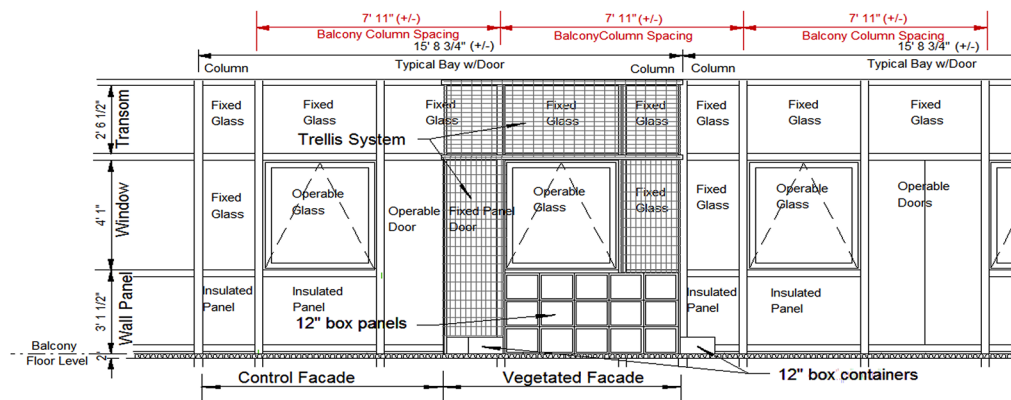 7' 11" (+/-)
7' 11" (+/-)
7' 11" (+/-)
Balcony Column Spacing
BalconyColumn Spacing
Balcony Column Spacing
15' 8 3/4" (+/-)
15' 8 3/4" (+/-)
Column
Typical Bay w/Door
Column
Column
Typical Bay w/Door
2' 6 1/2"
Transom
Fixed
Glass
Fixed
Glass
Fixed
Glass
Fixed
Glass
Fixed
Glass
Fixed
Glass
Fixed
Glass
Fixed
Glass
Trellis System
4' 1"
Window
Fixed
Glass
Operable
Glass
Operable
Door
Fixed Panel
Door
Operable
Glass
Fixed
Glass
Fixed
Glass
Operable
Glass
Operable
Doors
3' 1 1/2"
Wall Panel
Insulated
Panel
Insulated
Panel
12" box panels
Insulated
Panel
Insulated
Panel
Balcony
Floor Level
2"
Control Facade
Vegetated Facade
12" box containers